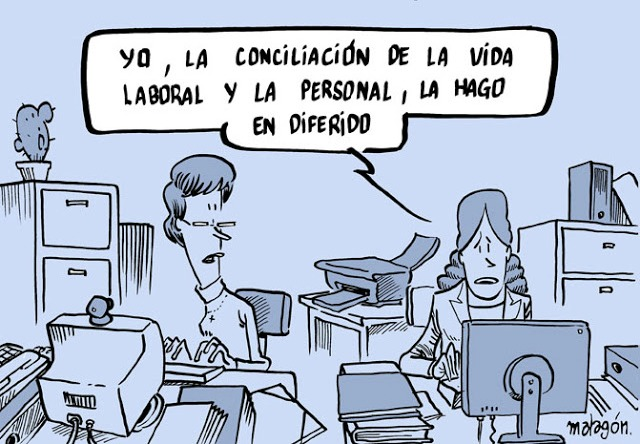 YO, LA CONCILIACIÓN DE LA VIDA
LABORAL Y LA PERSONAL, LA HAGO
EN DIFERIDO
malagón.